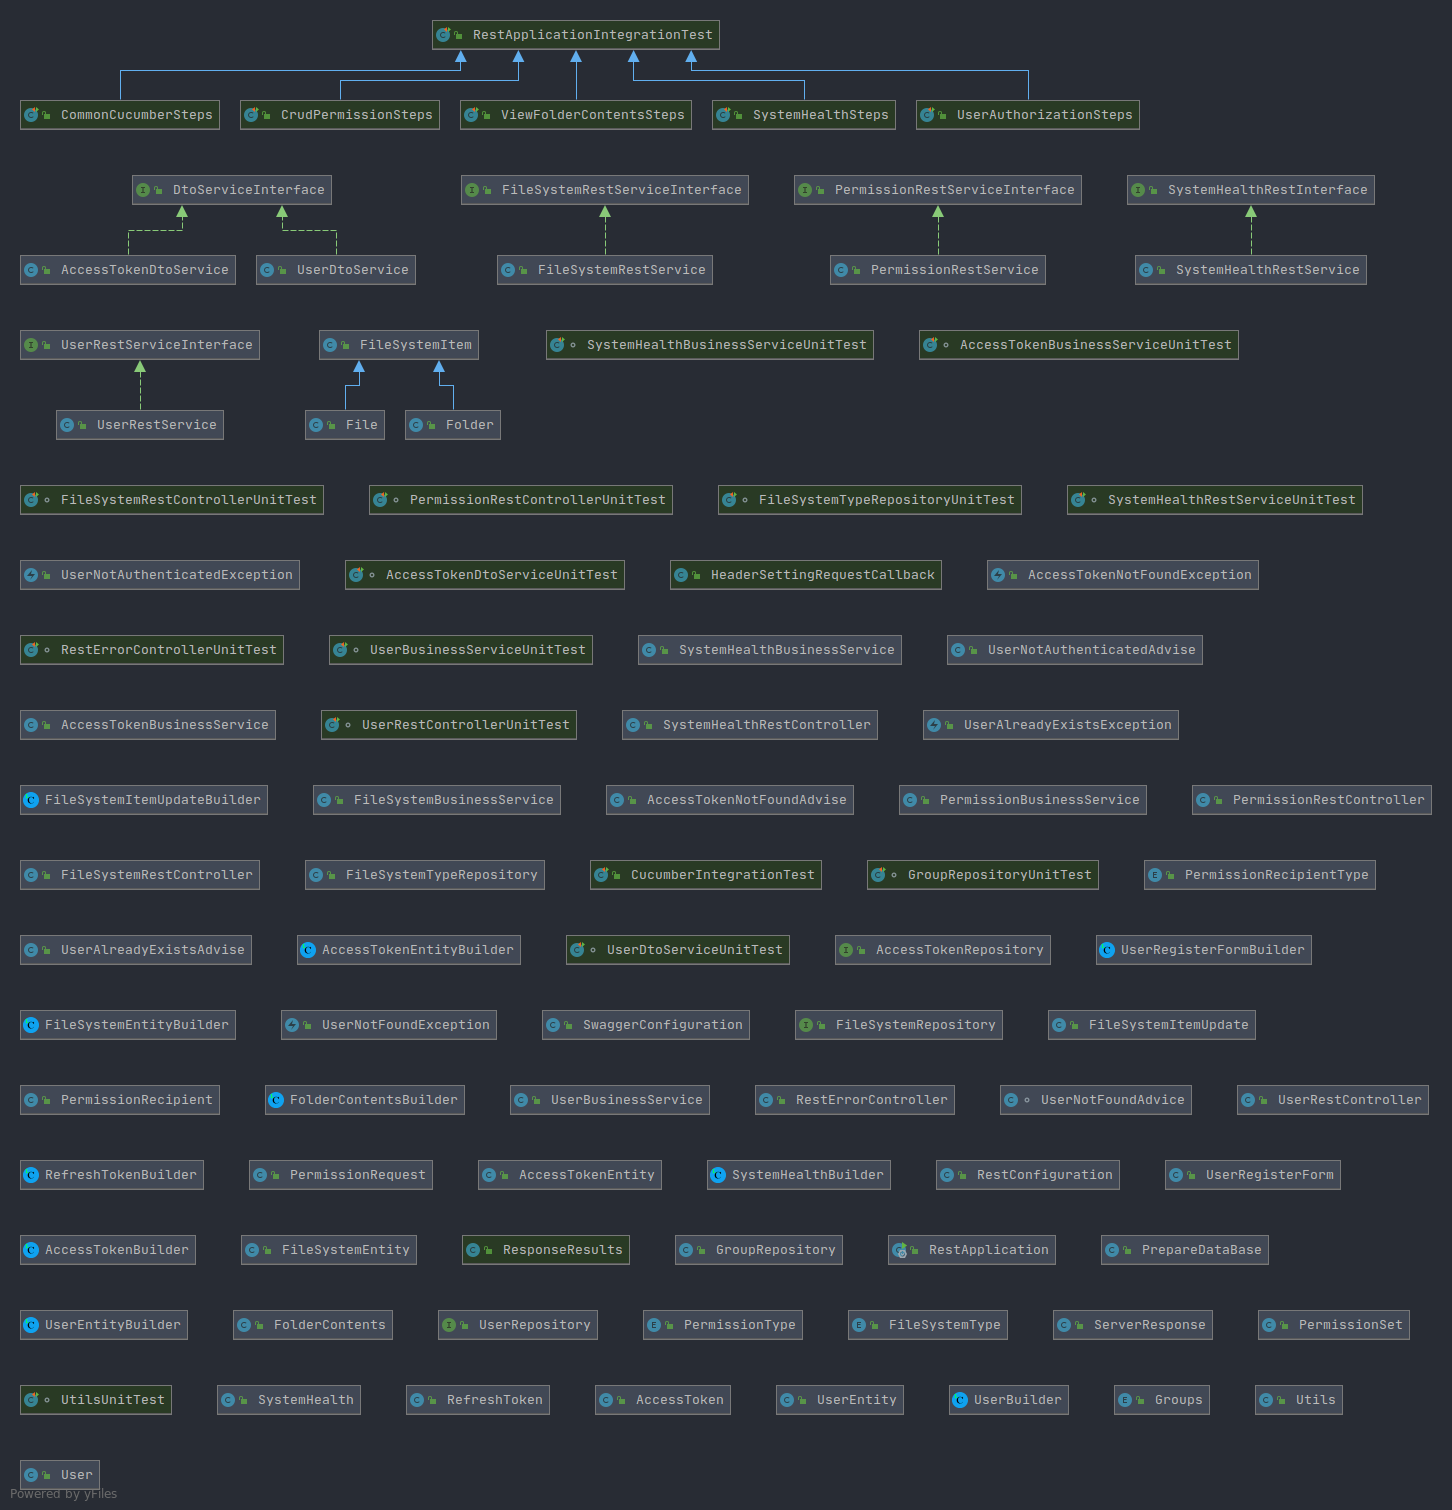 RestApplicationIntegrationTest
CommonCucumberSteps CrudPermissionSteps ViewFolderContentsSteps SystemHealthSteps UserAuthorizationSteps
DtoServiceInterface FileSystemRestServiceInterface PermissionRestServiceInterface SystemHealthRestInterface
AccessTokenDtoService UserDtoService FileSystemRestService PermissionRestService SystemHealthRestService
UserRestServiceInterface FileSystemItem SystemHealthBusinessServiceUnitTest AccessTokenBusinessServiceUnitTest
UserRestService File Folder
FileSystemRestControllerUnitTest PermissionRestControllerUnitTest FileSystemTypeRepositoryUnitTest SystemHealthRestServiceUnitTest
UserNotAuthenticatedException AccessTokenDtoServiceUnitTest HeaderSettingRequestCallback AccessTokenNotFoundException
RestErrorControllerUnitTest UserBusinessServiceUnitTest SystemHealthBusinessService UserNotAuthenticatedAdvise
AccessTokenBusinessService UserRestControllerUnitTest SystemHealthRestController UserAlreadyExistsException
FileSystemItemUpdateBuilder FileSystemBusinessService AccessTokenNotFoundAdvise PermissionBusinessService PermissionRestController
FileSystemRestController FileSystemTypeRepository CucumberIntegrationTest GroupRepositoryUnitTest PermissionRecipientType
UserAlreadyExistsAdvise AccessTokenEntityBuilder UserDtoServiceUnitTest AccessTokenRepository UserRegisterFormBuilder
FileSystemEntityBuilder UserNotFoundException SwaggerConfiguration FileSystemRepository FileSystemItemUpdate
PermissionRecipient FolderContentsBuilder UserBusinessService RestErrorController UserNotFoundAdvice UserRestController
RefreshTokenBuilder PermissionRequest AccessTokenEntity SystemHealthBuilder RestConfiguration UserRegisterForm
AccessTokenBuilder FileSystemEntity ResponseResults GroupRepository RestApplication PrepareDataBase
UserEntityBuilder FolderContents UserRepository PermissionType FileSystemType ServerResponse PermissionSet
UtilsUnitTest SystemHealth RefreshToken AccessToken UserEntity UserBuilder Groups Utils
User
Powered by yFiles